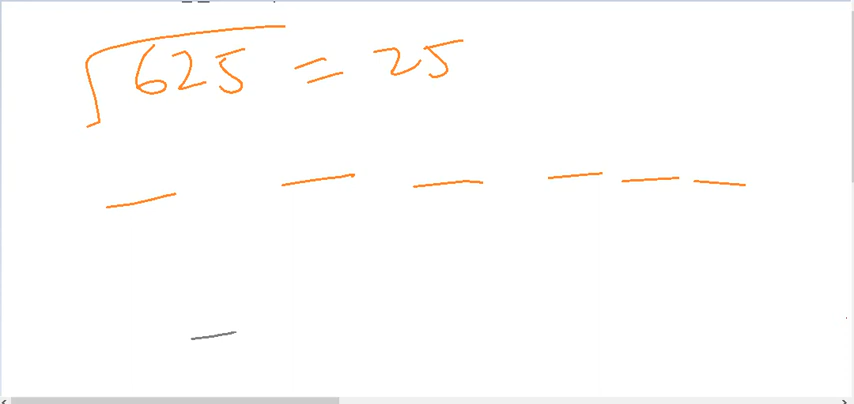 √625 = 25
_ _ _ _ _ _
_